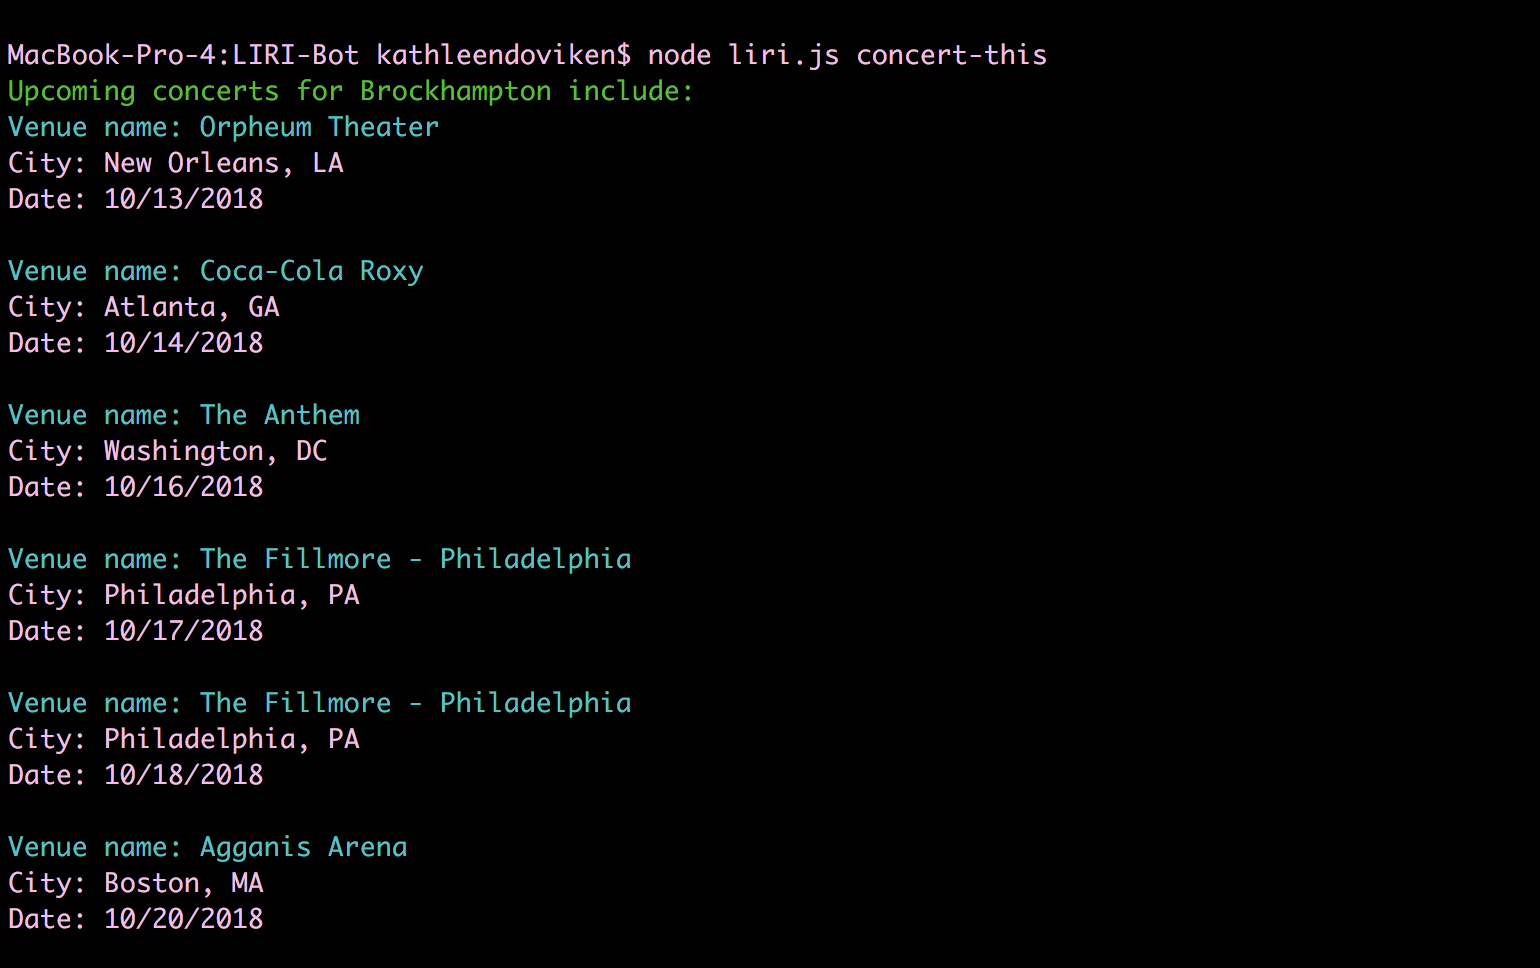 MacBook-Pro-4:LIRI-Bot kathleendoviken$ node liri.js concert-this
Upcoming concerts for Brockhampton include:
Venue name: Orpheum Theater
City: New Orleans, LA
Date: 10/13/2018
Venue name: Coca-Cola Roxy
City: Atlanta, GA
Date: 10/14/2018
Venue name: The Anthem
City: Washington, DC
Date: 10/16/2018
Venue name: The Fillmore - Philadelphia
City: Philadelphia, PA
Date: 10/17/2018
Venue name: The Fillmore - Philadelphia
City: Philadelphia, PA
Date: 10/18/2018
Venue name: Agganis Arena
City: Boston, MA
Date: 10/20/2018